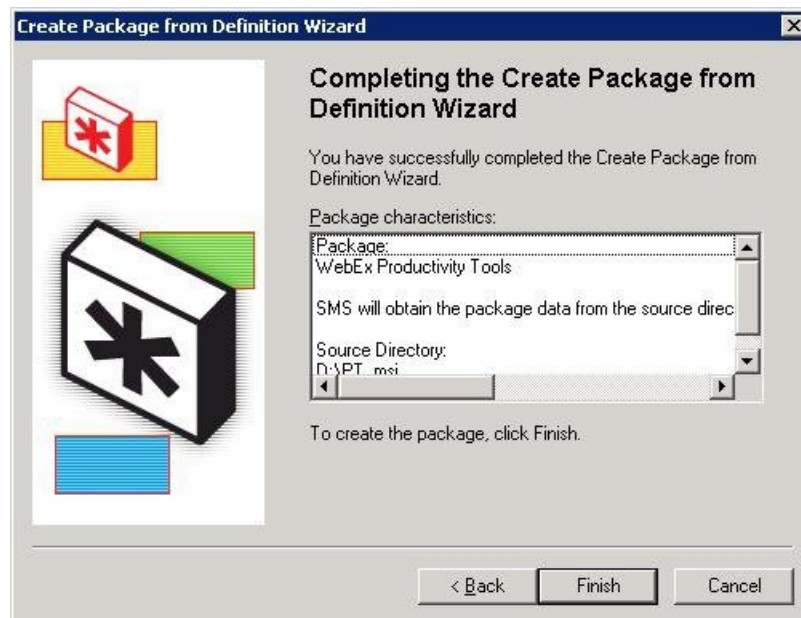 Create Package from Definition Wizard
Completing the Create Package from
Definition Wizard
You have successfully completed the Create Package from
Definition Wizard.
Package characteristics:
Package:
WebEx Productivity Tools
SMS will obtain the package data from the source direc
Source Directory:
D:\PT_msi
To create the package, click Finish.
< Back
Finish
Cancel